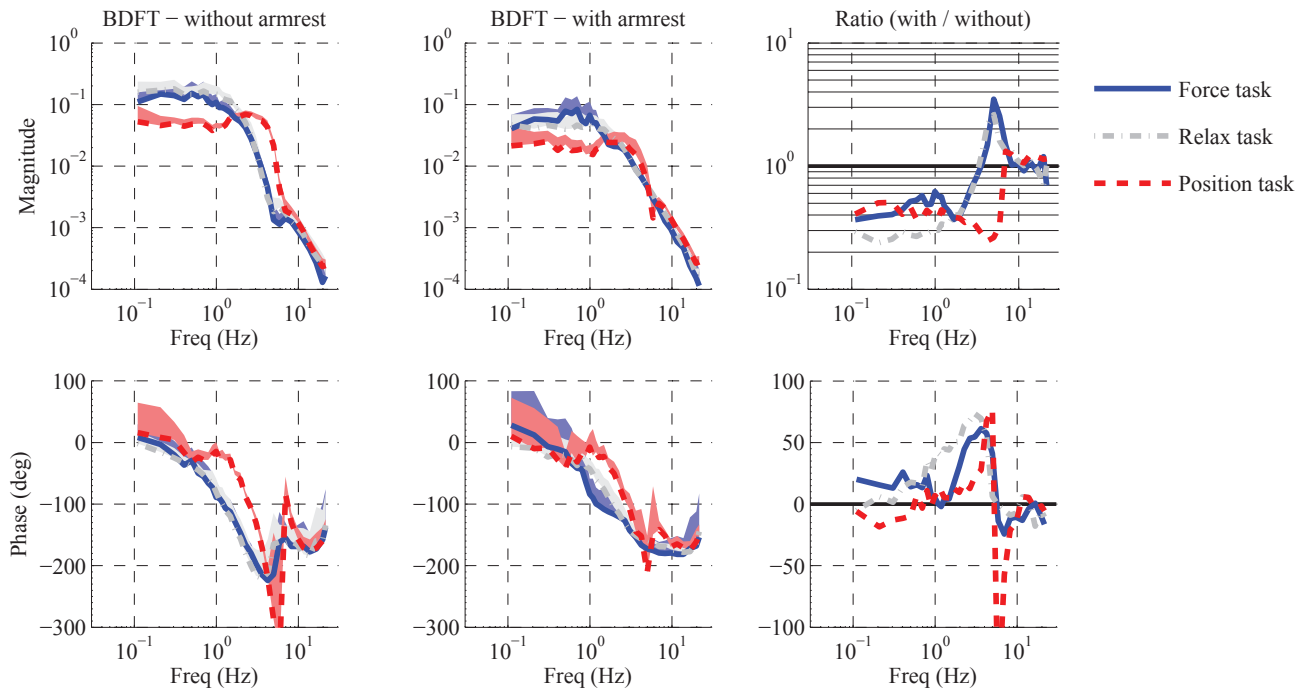 BDFT − without armrest
BDFT − with armrest
Ratio (with / without)
Magnitude
10^0
10^-1
10^-2
10^-3
10^-4
10^-1 10^0 10^1
Freq (Hz)
10^0
10^-1
10^-2
10^-3
10^-4
10^-1 10^0 10^1
Freq (Hz)
10^1
10^0
10^-1
10^-1 10^0 10^1
Freq (Hz)
Force task
Relax task
Position task
Phase (deg)
100
0
−100
−200
−300
10^-1 10^0 10^1
Freq (Hz)
100
0
−100
−200
−300
10^-1 10^0 10^1
Freq (Hz)
100
50
0
−50
−100
10^-1 10^0 10^1
Freq (Hz)